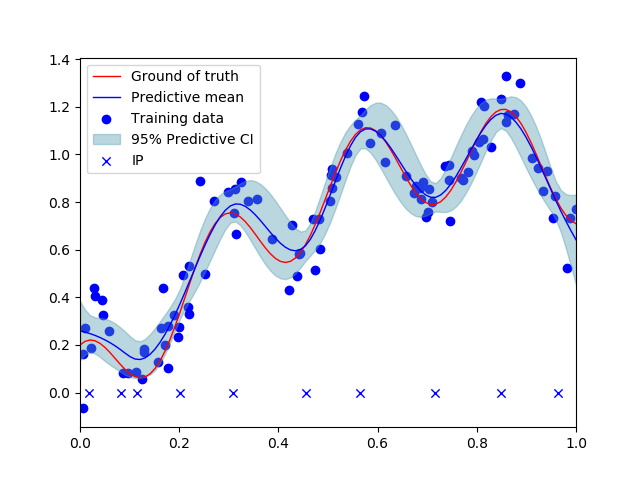 1.4
1.2
1.0
0.8
0.6
0.4
0.2
0.0
Ground of truth
Predictive mean
Training data
95% Predictive CI
IP
0.0 0.2 0.4 0.6 0.8 1.0